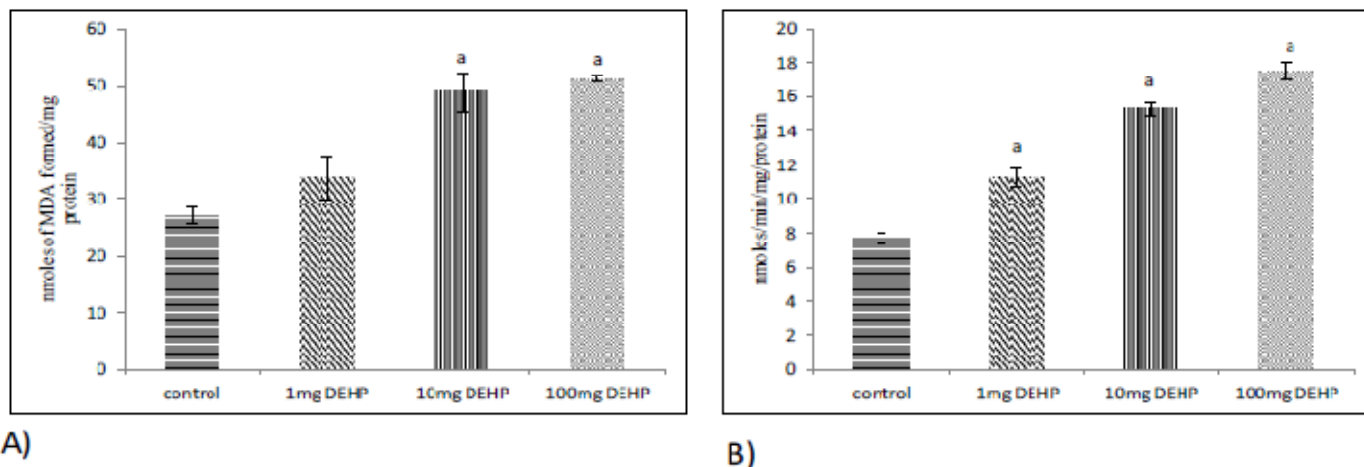 60
50
40
30
20
10
0
nmoles of MDA formed/mg
protein
a
a
control
1mg DEHP
10mg DEHP
100mg DEHP
A)
20
18
16
14
12
10
8
6
4
2
0
nmoles/min/mg/protein
a
a
a
control
1mg DEHP
10mg DEHP
100mg DEHP
B)